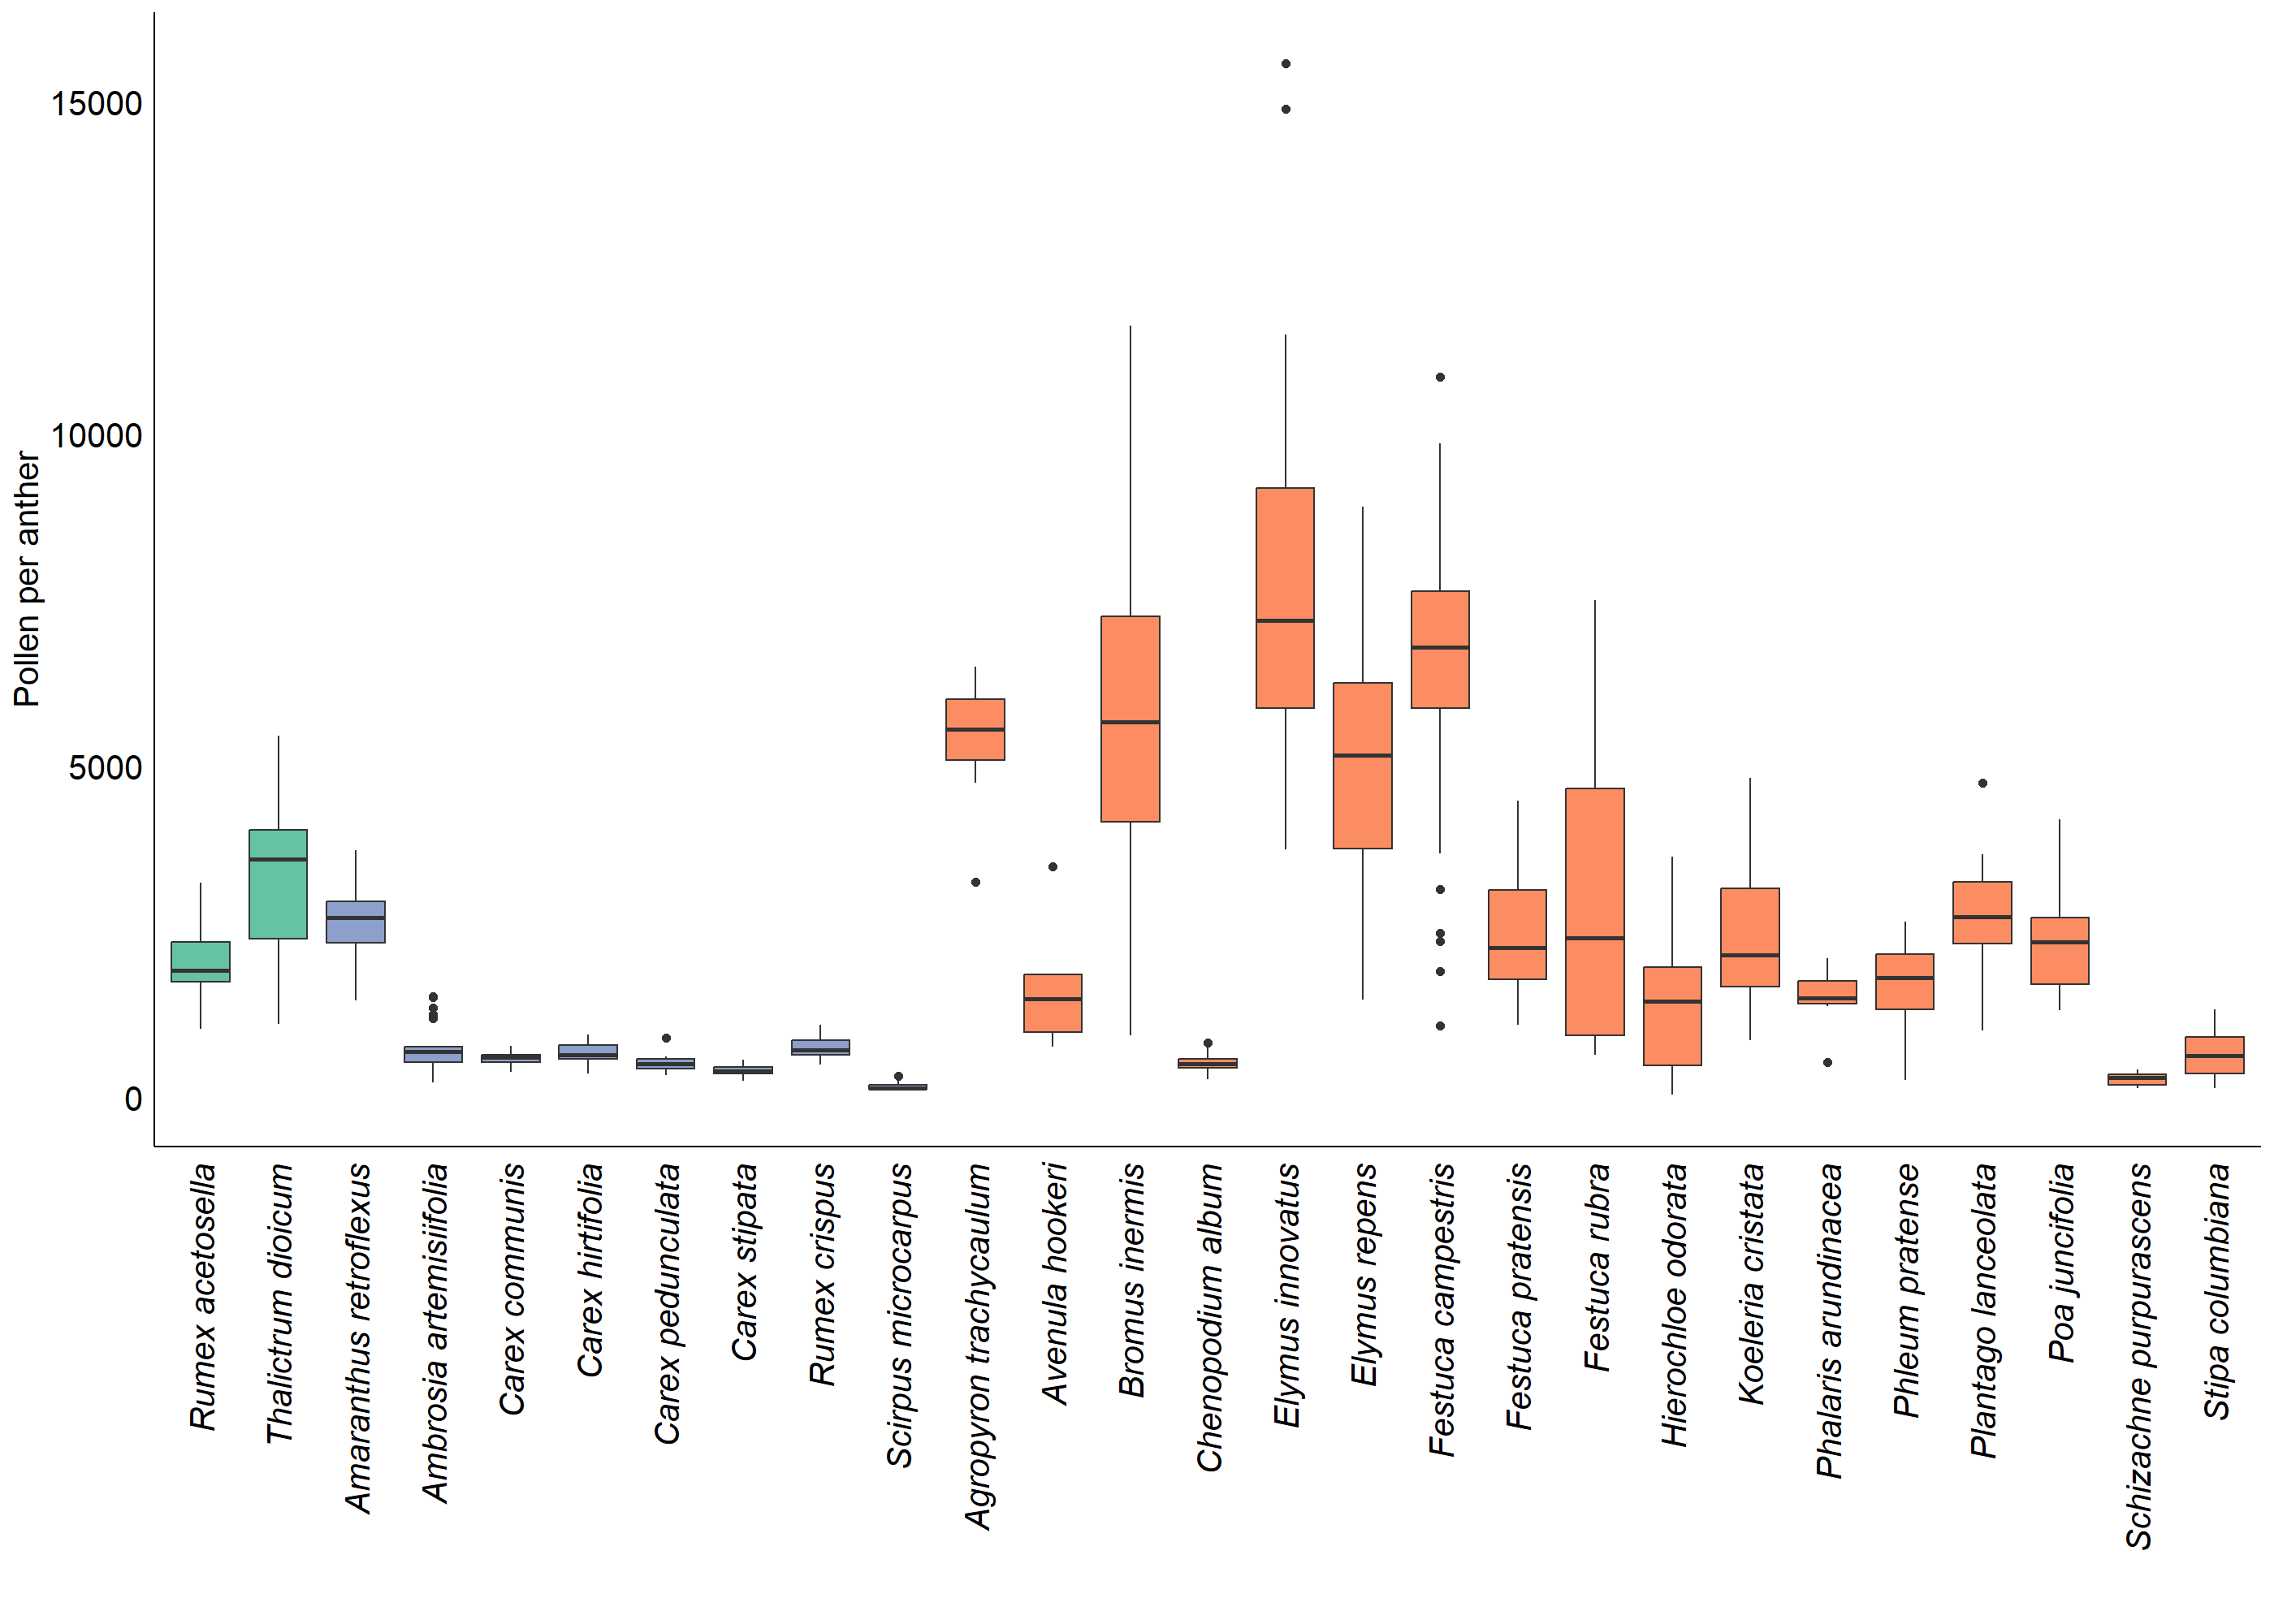 Pollen per anther
15000
10000
5000
0
Rumex acetosella
Thalictrum dioicum
Amaranthus retroflexus
Ambrosia artemisiifolia
Carex communis
Carex hirtifolia
Carex pedunculata
Carex stipata
Rumex crispus
Scirpus microcarpus
Agropyron trachycaulum
Avenula hookeri
Bromus inermis
Chenopodium album
Elymus innovatus
Elymus repens
Festuca campestris
Festuca pratensis
Festuca rubra
Hierochloe odorata
Koeleria cristata
Phalaris arundinacea
Phleum pratense
Plantago lanceolata
Poa juncifolia
Schizachne purpurascens
Stipa columbiana